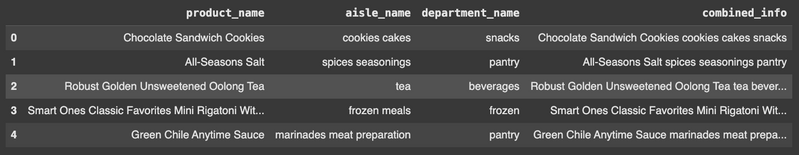 product_name aisle_name department_name combined_info
0 Chocolate Sandwich Cookies cookies cakes snacks Chocolate Sandwich Cookies cookies cakes snacks
1 All-Seasons Salt spices seasonings pantry All-Seasons Salt spices seasonings pantry
2 Robust Golden Unsweetened Oolong Tea tea beverages Robust Golden Unsweetened Oolong Tea tea bever...
3 Smart Ones Classic Favorites Mini Rigatoni Wit... frozen meals frozen Smart Ones Classic Favorites Mini Rigatoni Wit...
4 Green Chile Anytime Sauce marinades meat preparation pantry Green Chile Anytime Sauce marinades meat prepa...